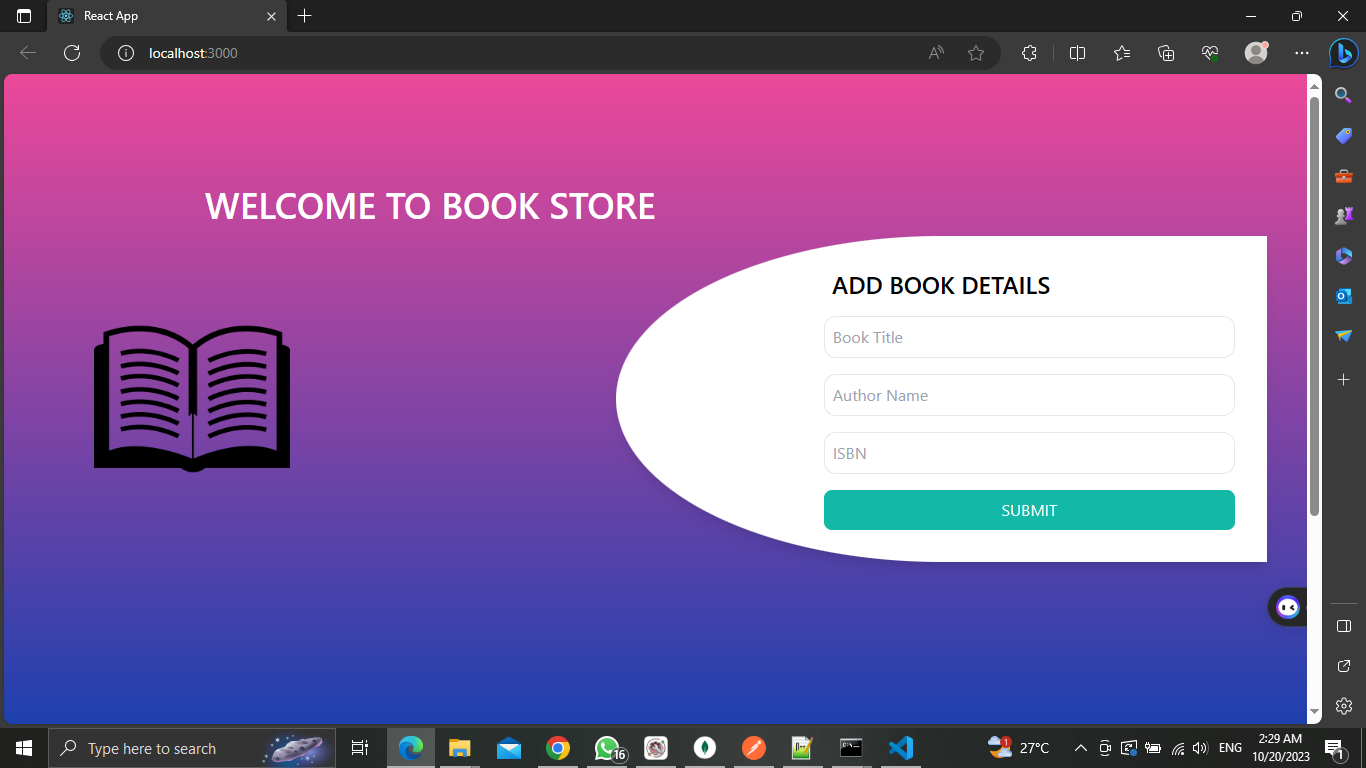 React App
localhost:3000
WELCOME TO BOOK STORE
ADD BOOK DETAILS
Book Title
Author Name
ISBN
SUBMIT
Type here to search
16
1
27°C
ENG
2:29 AM
10/20/2023
1